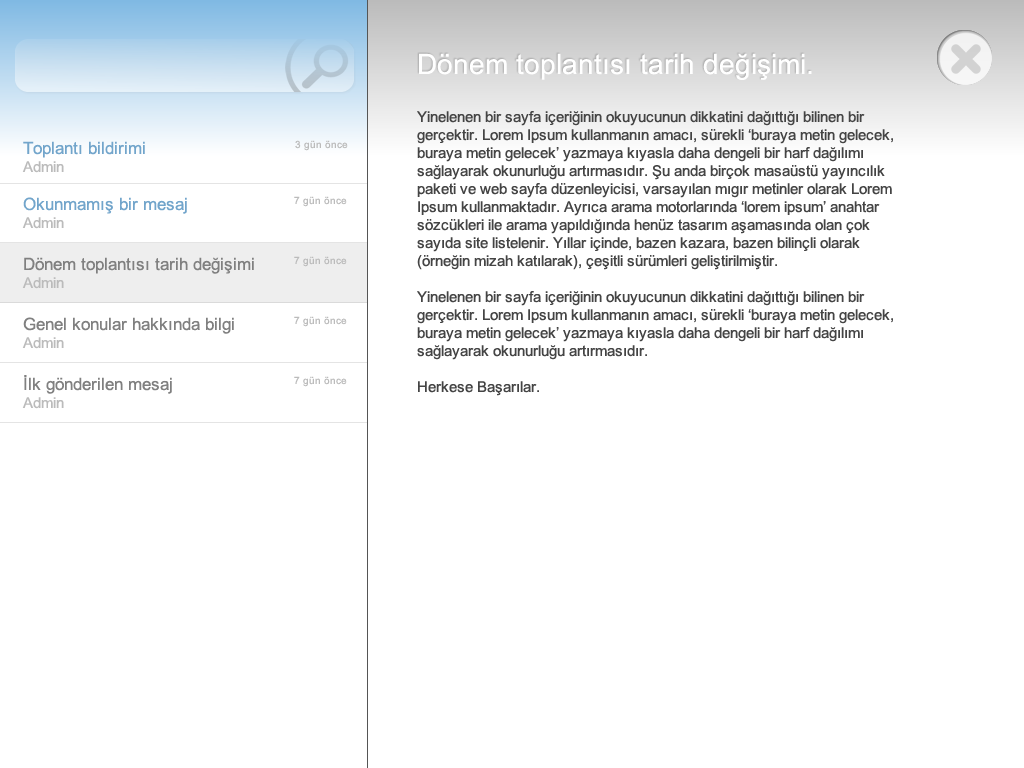 Toplantı bildirimi
3 gün önce
Admin
Okunmamış bir mesaj
7 gün önce
Admin
Dönem toplantısı tarih değişimi
7 gün önce
Admin
Genel konular hakkında bilgi
7 gün önce
Admin
İlk gönderilen mesaj
7 gün önce
Admin
Dönem toplantısı tarih değişimi.
Yinelenen bir sayfa içeriğinin okuyucunun dikkatini dağıttığı bilinen bir
gerçektir. Lorem Ipsum kullanmanın amacı, sürekli ‘buraya metin gelecek,
buraya metin gelecek’ yazmaya kıyasla daha dengeli bir harf dağılımı
sağlayarak okunurluğu artırmasıdır. Şu anda birçok masaüstü yayıncılık
paketi ve web sayfa düzenleyicisi, varsayılan mıgır metinler olarak Lorem
Ipsum kullanmaktadır. Ayrıca arama motorlarında ‘lorem ipsum’ anahtar
sözcükleri ile arama yapıldığında henüz tasarım aşamasında olan çok
sayıda site listelenir. Yıllar içinde, bazen kazara, bazen bilinçli olarak
(örneğin mizah katılarak), çeşitli sürümleri geliştirilmiştir.
Yinelenen bir sayfa içeriğinin okuyucunun dikkatini dağıttığı bilinen bir
gerçektir. Lorem Ipsum kullanmanın amacı, sürekli ‘buraya metin gelecek,
buraya metin gelecek’ yazmaya kıyasla daha dengeli bir harf dağılımı
sağlayarak okunurluğu artırmasıdır.
Herkese Başarılar.